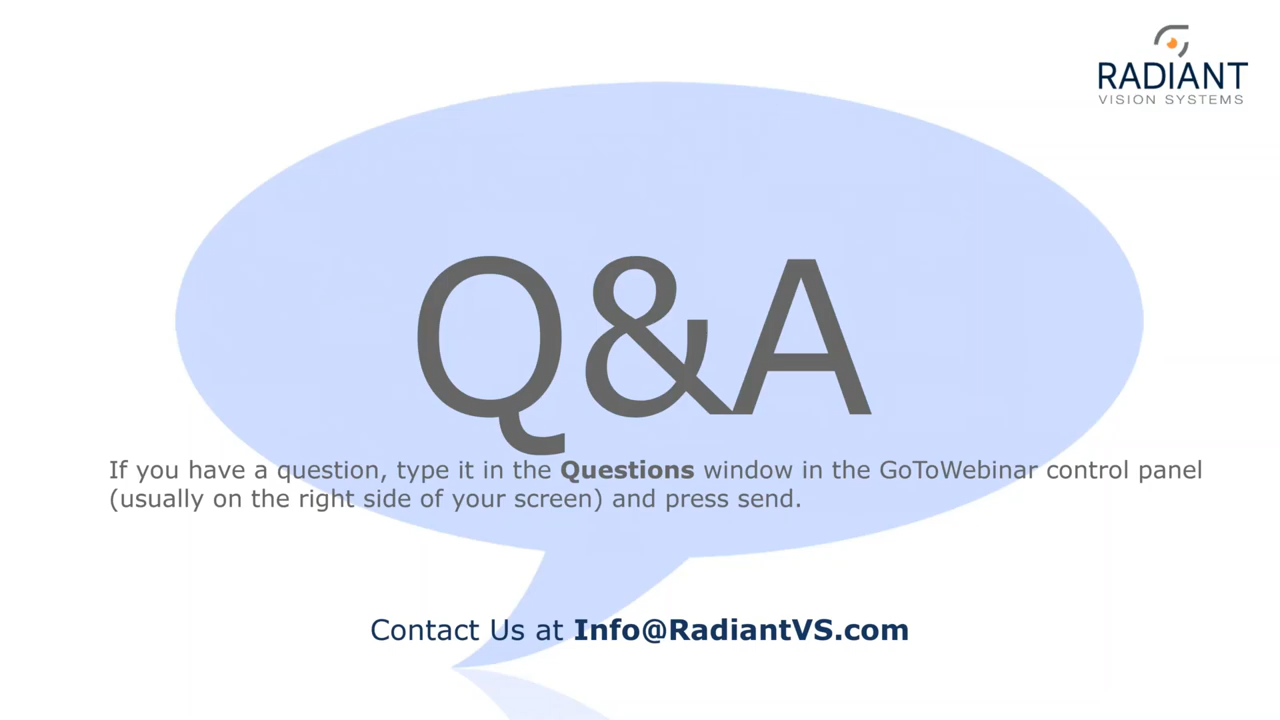 RADIANT
VISION SYSTEMS
Q&A
If you have a question, type it in the Questions window in the GoToWebinar control panel
(usually on the right side of your screen) and press send.
Contact Us at Info@RadiantVS.com